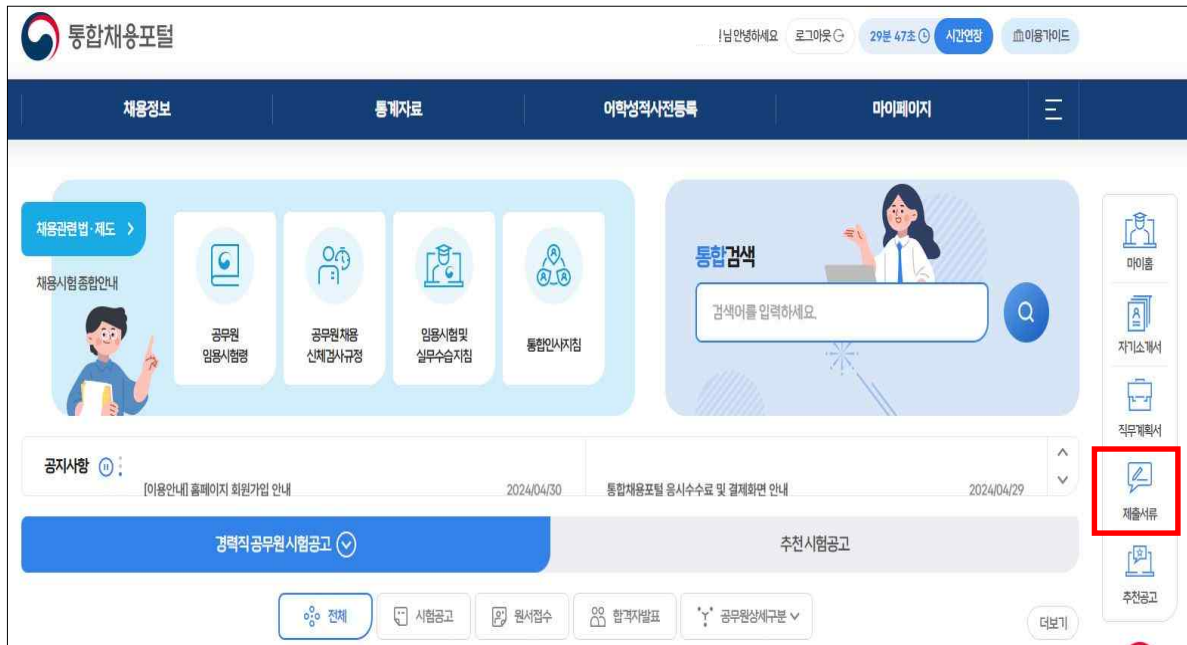 통합채용포털
님 안녕하세요 로그아웃 29분 47초 시간연장 이용가이드
채용정보 통계자료 어학성적사전등록 마이페이지
채용관련 법·제도
채용시험 종합안내
공무원
임용시험령
공무원 채용
신체검사규정
임용시험 및
실무수습지침
통합인사지침
통합검색
검색어를 입력하세요.
마이홈
자기소개서
직무계획서
제출서류
추천공고
공지사항
[이용안내] 홈페이지 회원가입 안내 2024/04/30
통합채용포털 응시수수료 및 결제화면 안내 2024/04/29
경력직 공무원 시험공고 추천 시험공고
전체 시험공고 원서접수 합격자발표 공무원상세구분 더보기